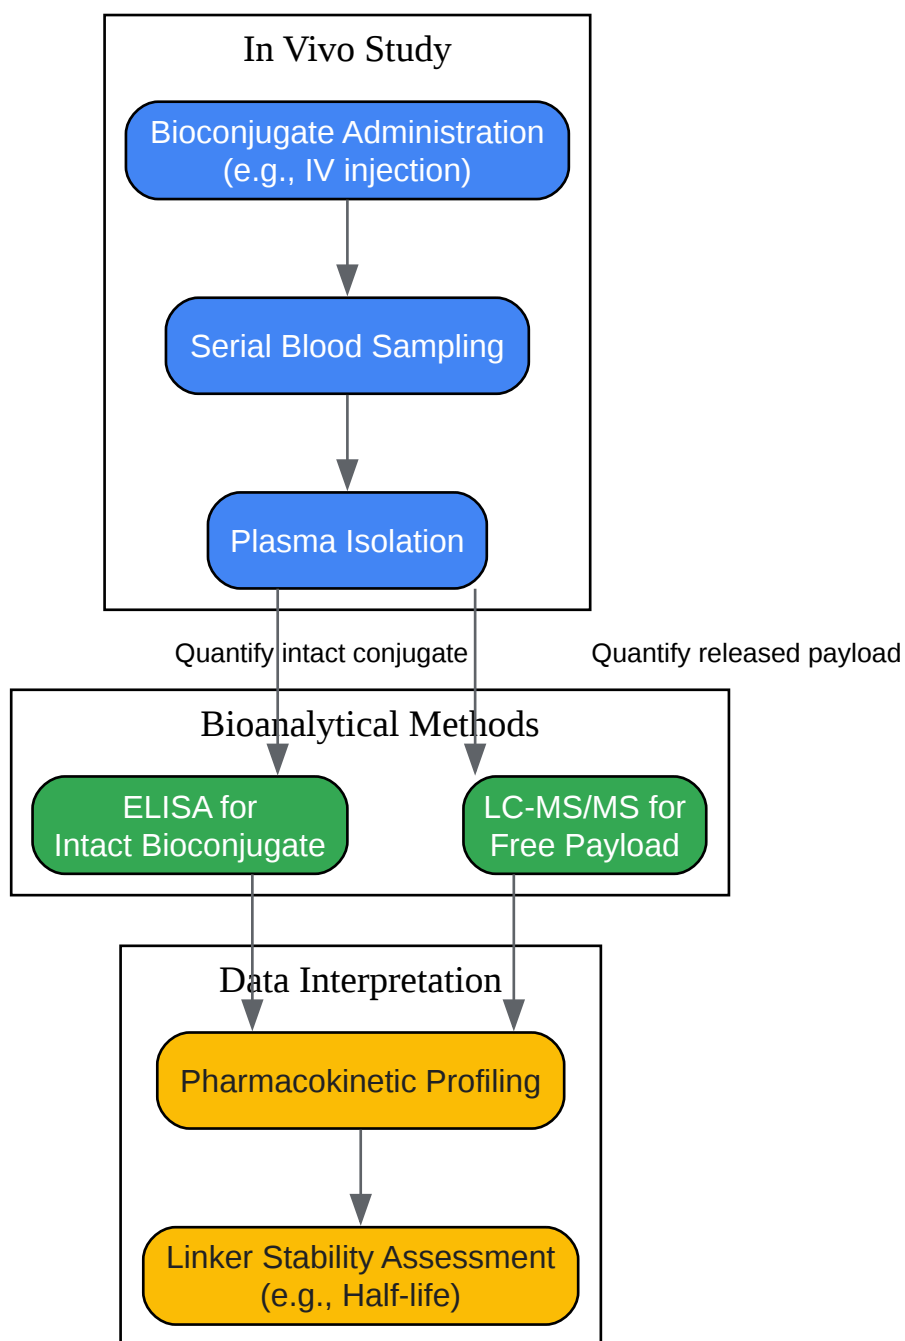 In Vivo Study
Bioconjugate Administration
(e.g., IV injection)
Serial Blood Sampling
Plasma Isolation
Quantify intact conjugate
Quantify released payload
Bioanalytical Methods
ELISA for
Intact Bioconjugate
LC-MS/MS for
Free Payload
Data Interpretation
Pharmacokinetic Profiling
Linker Stability Assessment
(e.g., Half-life)